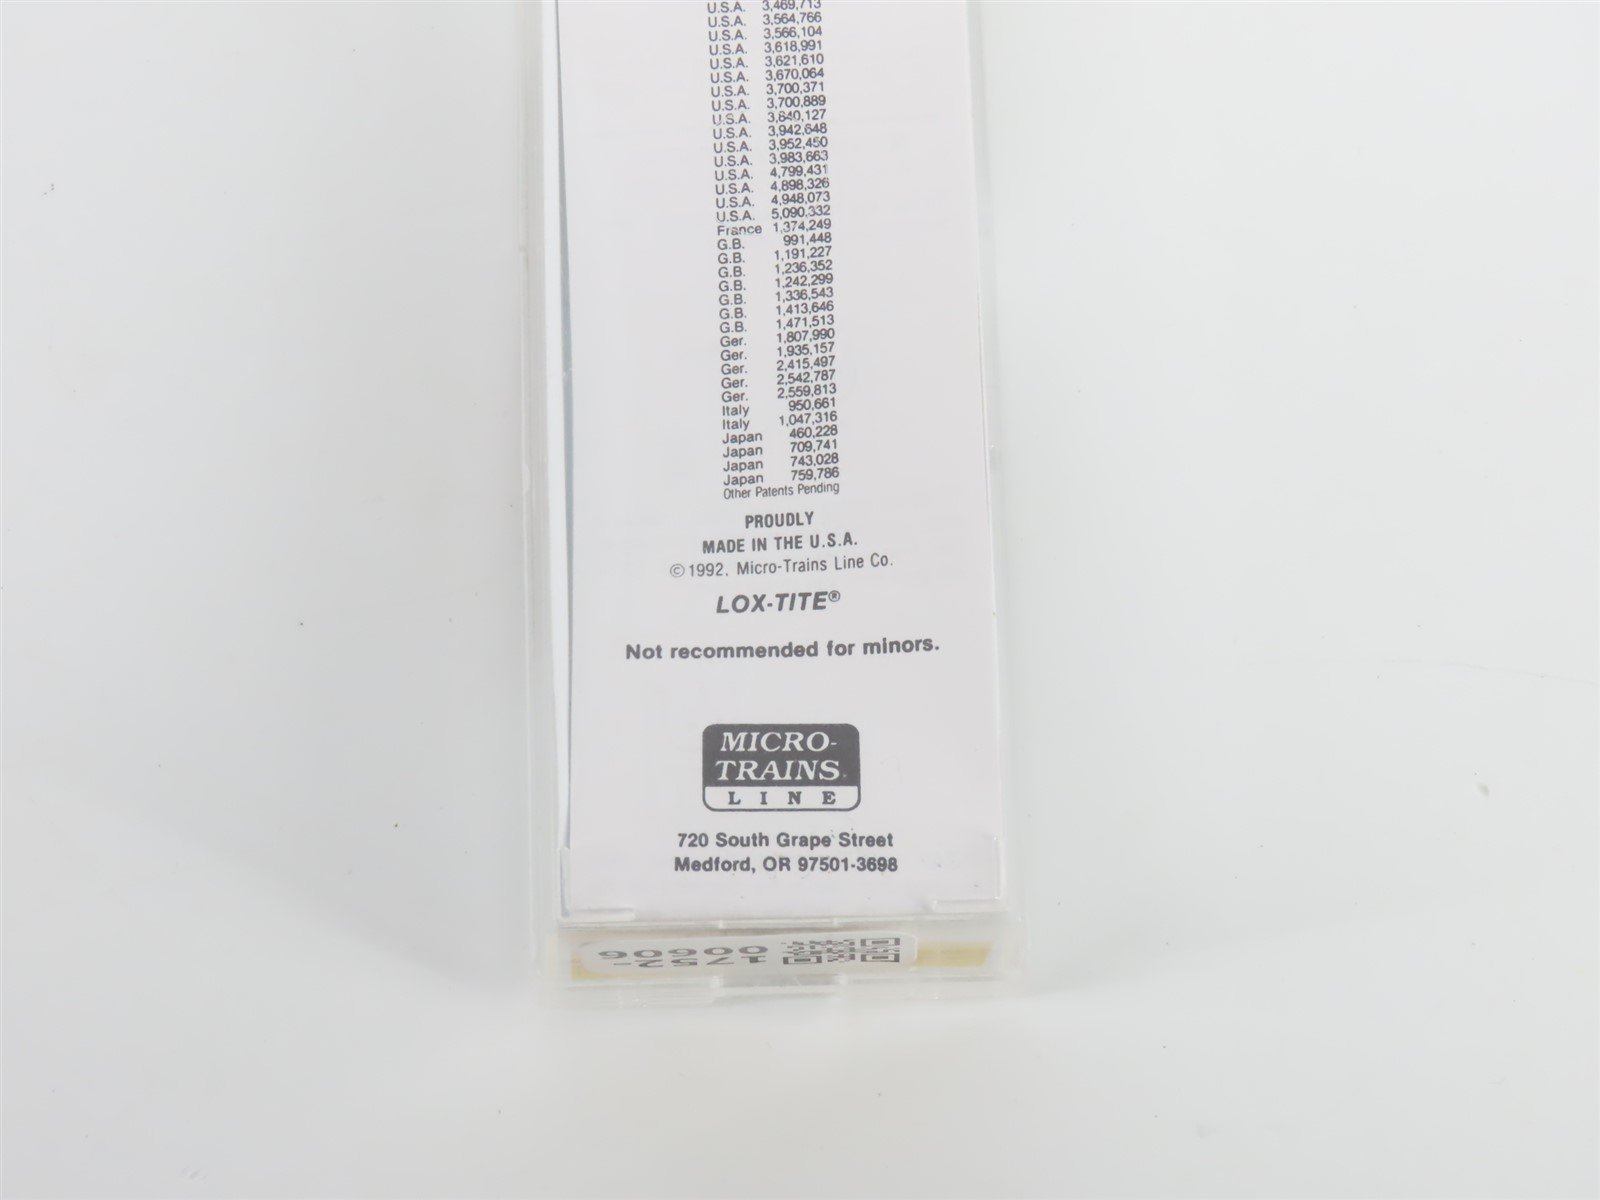 U.S.A. 3,469,713
U.S.A. 3,564,766
U.S.A. 3,566,104
U.S.A. 3,618,991
U.S.A. 3,621,610
U.S.A. 3,670,064
U.S.A. 3,700,371
U.S.A. 3,700,889
U.S.A. 3,840,127
U.S.A. 3,942,648
U.S.A. 3,952,450
U.S.A. 3,983,663
U.S.A. 4,799,431
U.S.A. 4,898,326
U.S.A. 4,948,073
U.S.A. 5,090,332
France 1,374,249
G.B. 991,448
G.B. 1,191,227
G.B. 1,236,352
G.B. 1,242,299
G.B. 1,336,543
G.B. 1,413,646
G.B. 1,471,513
Ger. 1,807,990
Ger. 1,935,157
Ger. 2,415,497
Ger. 2,542,787
Ger. 2,559,813
Italy 950,661
Italy 1,047,316
Japan 460,228
Japan 709,741
Japan 743,028
Japan 759,786
Other Patents Pending
PROUDLY
MADE IN THE U.S.A.
©1992, Micro-Trains Line Co.
LOX-TITE®
Not recommended for minors.
MICRO-
TRAINS
LINE
720 South Grape Street
Medford, OR 97501-3698